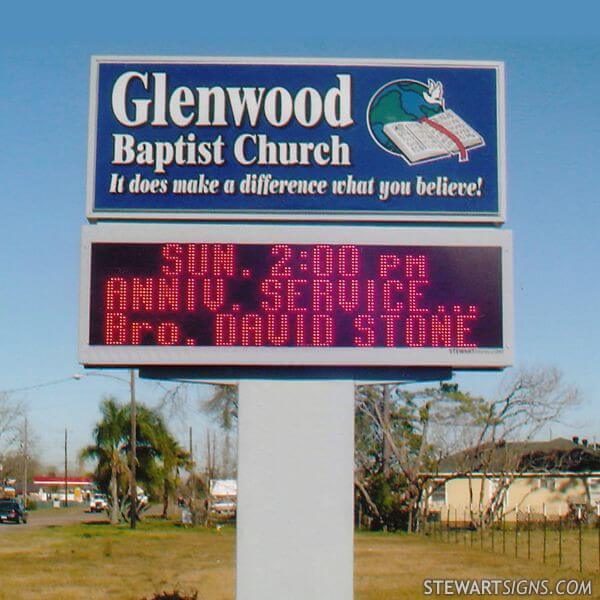 Glenwood
Baptist Church
It does make a difference what you believe!
SUN. 2:00 PM
ANNIV. SERVICE...
Bro. DAVID STONE
STEWARTSIGNS.COM